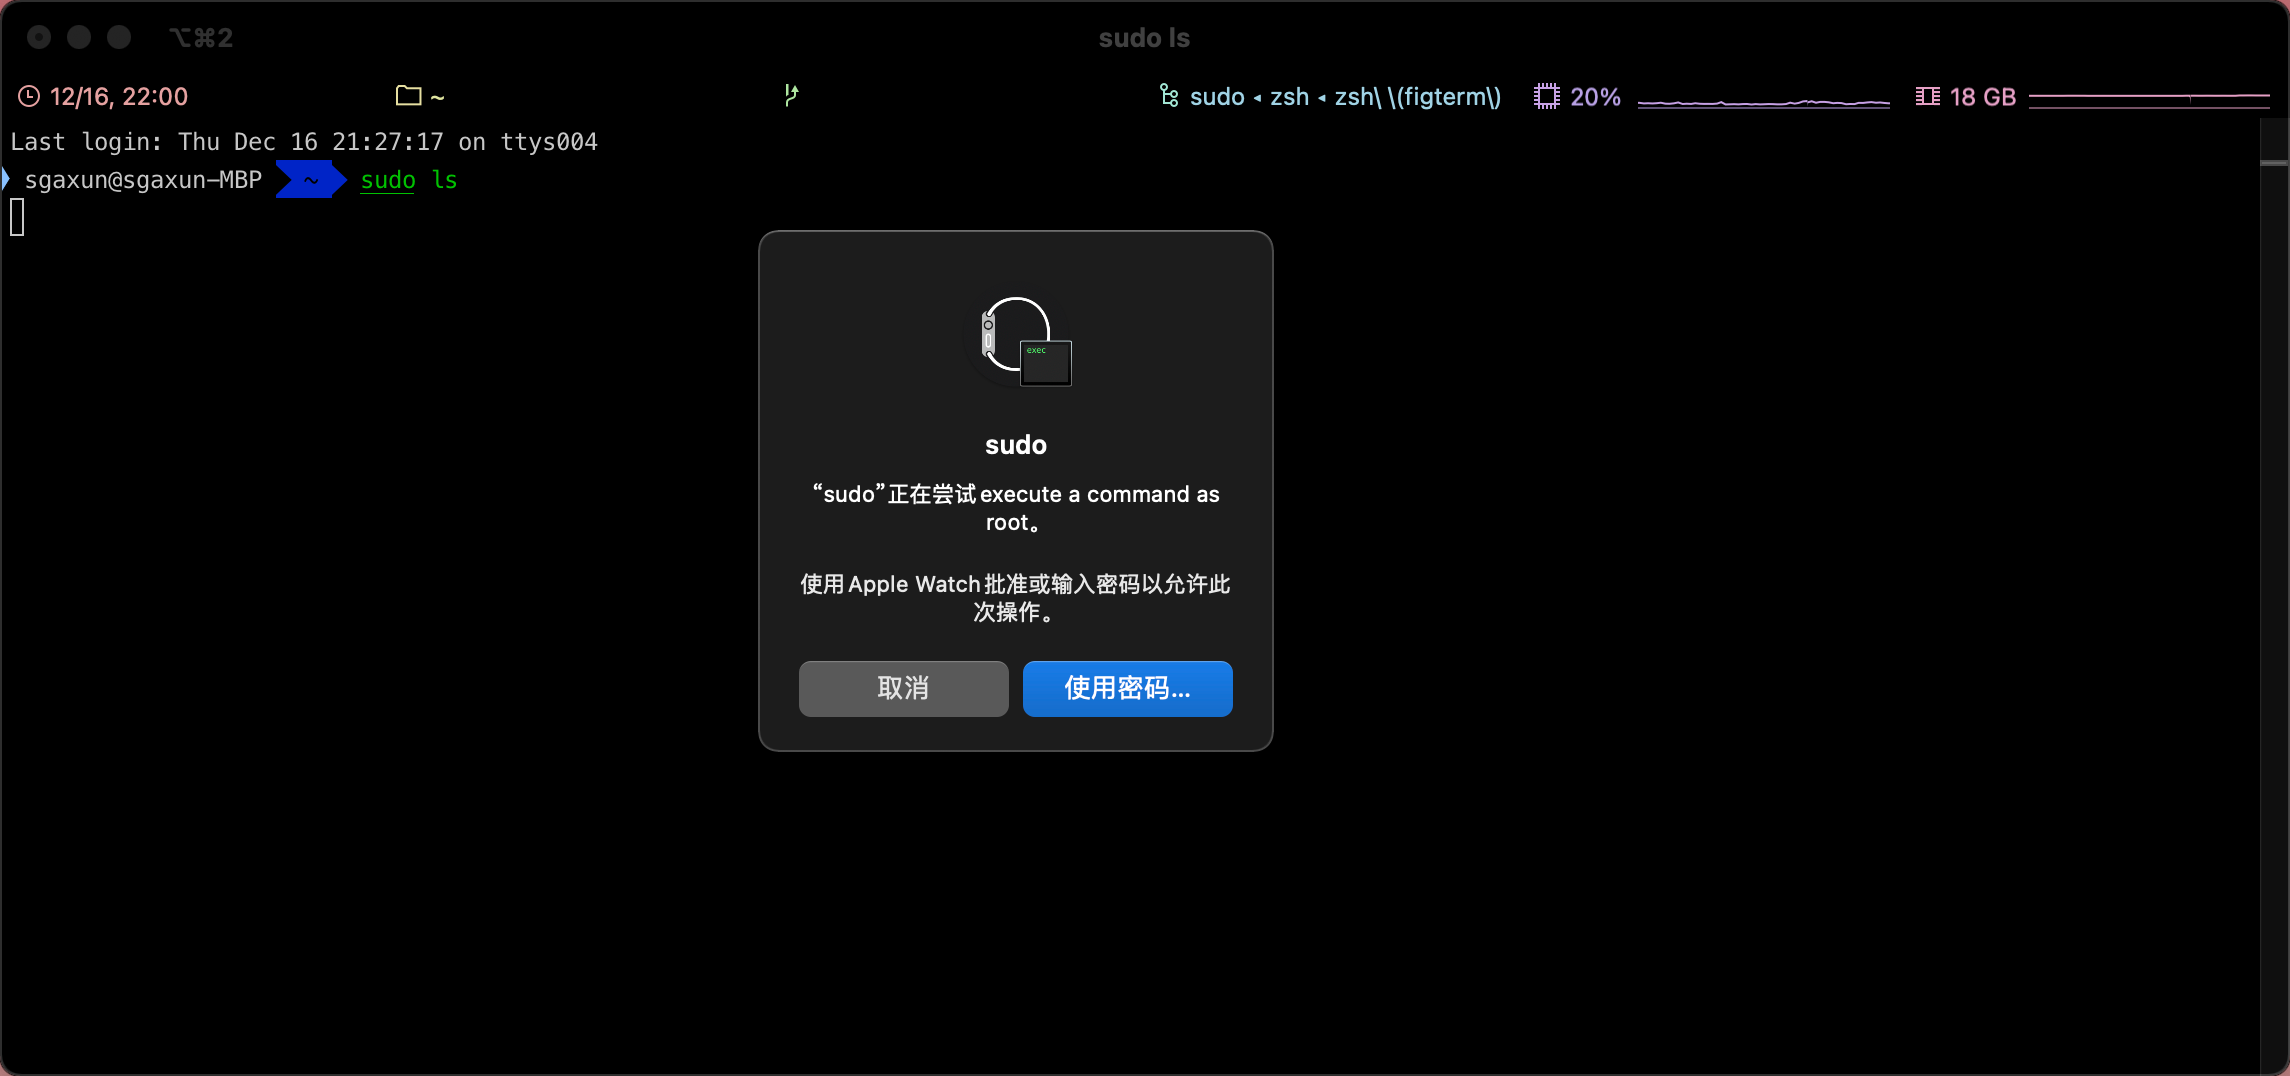 ⌥⌘2
sudo ls
12/16, 22:00
~
sudo ◂ zsh ◂ zsh\ \(figterm\)
20%
18 GB
Last login: Thu Dec 16 21:27:17 on ttys004
sgaxun@sgaxun-MBP ~ sudo ls
exec
sudo
“sudo”正在尝试execute a command as
root。
使用Apple Watch批准或输入密码以允许此
次操作。
取消
使用密码...